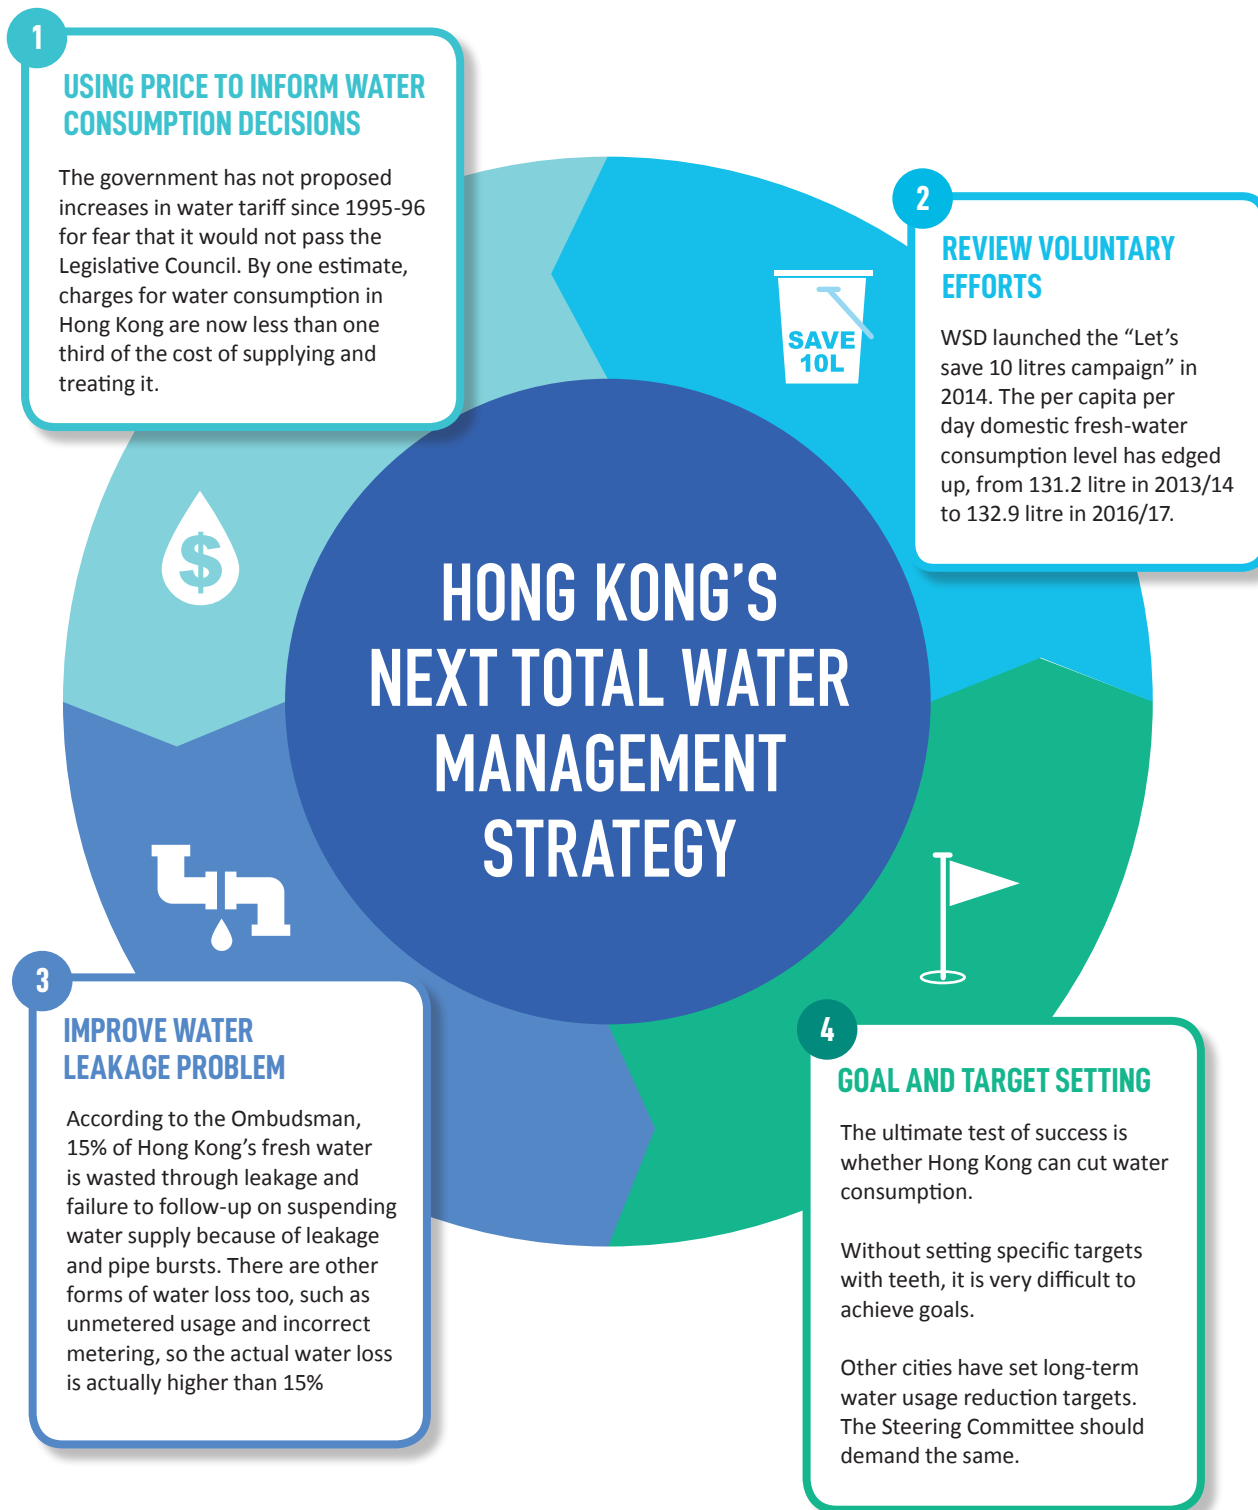 1
USING PRICE TO INFORM WATER
CONSUMPTION DECISIONS
The government has not proposed
increases in water tariff since 1995-96
for fear that it would not pass the
Legislative Council. By one estimate,
charges for water consumption in
Hong Kong are now less than one
third of the cost of supplying and
treating it.
$
2
REVIEW VOLUNTARY
EFFORTS
WSD launched the “Let’s
save 10 litres campaign” in
2014. The per capita per
day domestic fresh-water
consumption level has edged
up, from 131.2 litre in 2013/14
to 132.9 litre in 2016/17.
SAVE
10L
HONG KONG’S
NEXT TOTAL WATER
MANAGEMENT
STRATEGY
3
IMPROVE WATER
LEAKAGE PROBLEM
According to the Ombudsman,
15% of Hong Kong’s fresh water
is wasted through leakage and
failure to follow-up on suspending
water supply because of leakage
and pipe bursts. There are other
forms of water loss too, such as
unmetered usage and incorrect
metering, so the actual water loss
is actually higher than 15%
4
GOAL AND TARGET SETTING
The ultimate test of success is
whether Hong Kong can cut water
consumption.
Without setting specific targets
with teeth, it is very difficult to
achieve goals.
Other cities have set long-term
water usage reduction targets.
The Steering Committee should
demand the same.